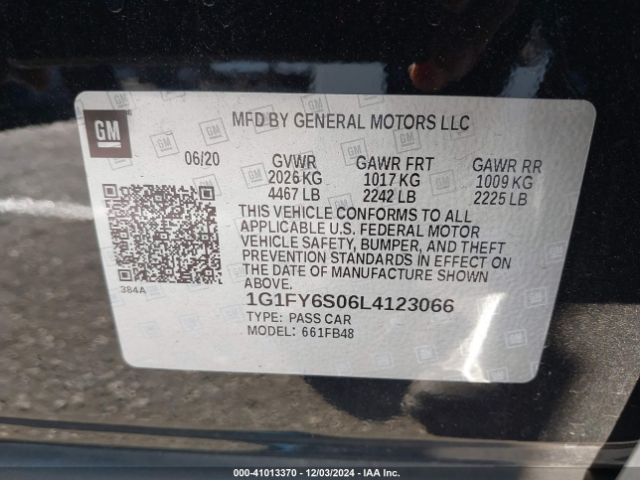 GM
MFD BY GENERAL MOTORS LLC
06/20 GVWR GAWR FRT GAWR RR
2026 KG 1017 KG 1009 KG
4467 LB 2242 LB 2225 LB
THIS VEHICLE CONFORMS TO ALL
APPLICABLE U.S. FEDERAL MOTOR
VEHICLE SAFETY, BUMPER, AND THEFT
PREVENTION STANDARDS IN EFFECT ON
THE DATE OF MANUFACTURE SHOWN
ABOVE.
384A
1G1FY6S06L4123066
TYPE: PASS CAR
MODEL: 661FB48
000-41013370 - 12/03/2024 - IAAI.COM